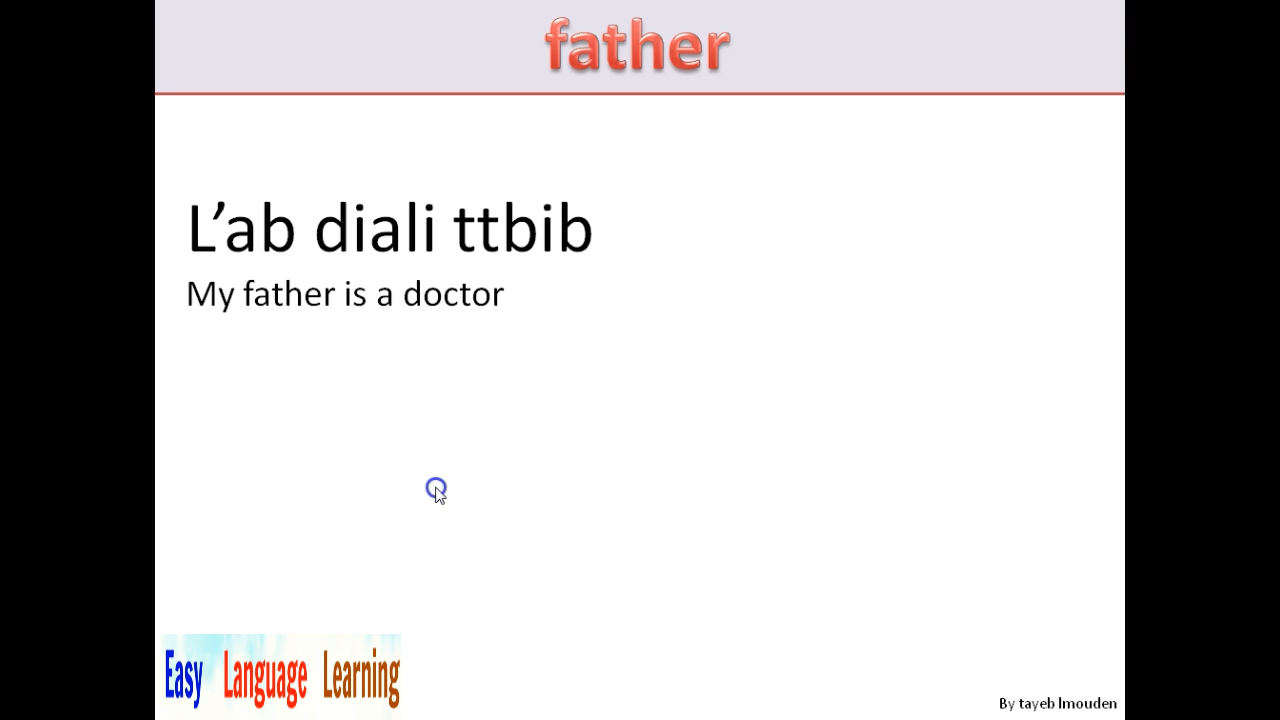 father
L’ab diali ttbib
My father is a doctor
Easy Language Learning
By tayeb lmouden